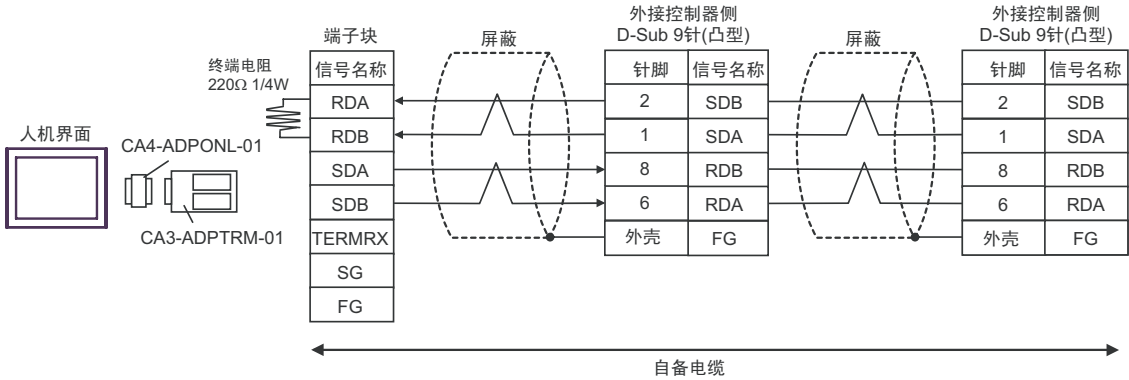 外接控制器侧
D-Sub 9针(凸型)
外接控制器侧
D-Sub 9针(凸型)
端子块
屏蔽
屏蔽
终端电阻
220Ω 1/4W
信号名称
针脚 信号名称
针脚 信号名称
RDA
2 SDB
2 SDB
RDB
1 SDA
1 SDA
人机界面
CA4-ADPONL-01
SDA
8 RDB
8 RDB
SDB
6 RDA
6 RDA
CA3-ADPTRM-01
TERMRX
外壳 FG
外壳 FG
SG
FG
自备电缆